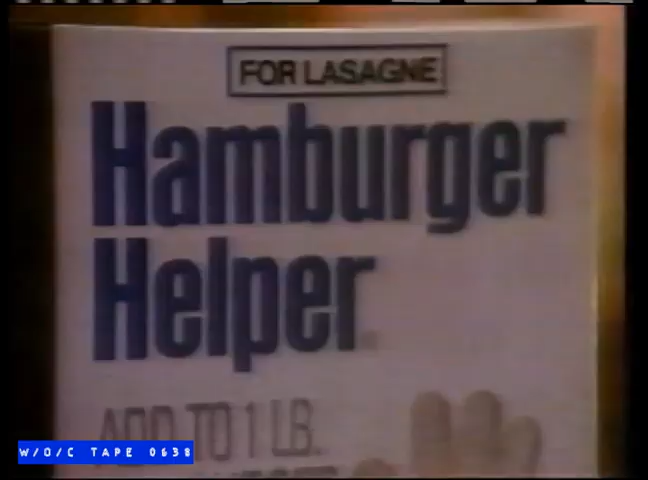 FOR LASAGNE
Hamburger
Helper
ADD TO 1 LB.
W/O/C TAPE 0638